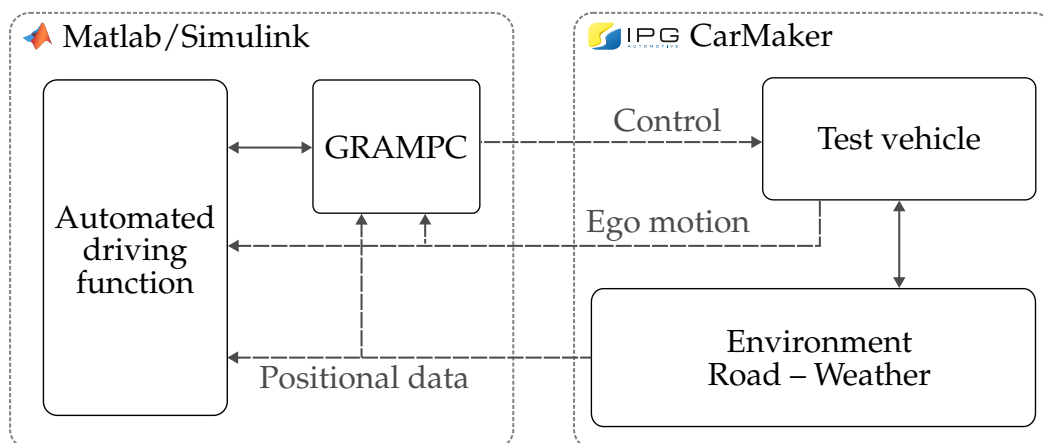 Matlab/Simulink
IPG
AUTOMOTIVE
CarMaker
Automated
driving
function
GRAMPC
Control
Test vehicle
Ego motion
Positional data
Environment
Road – Weather